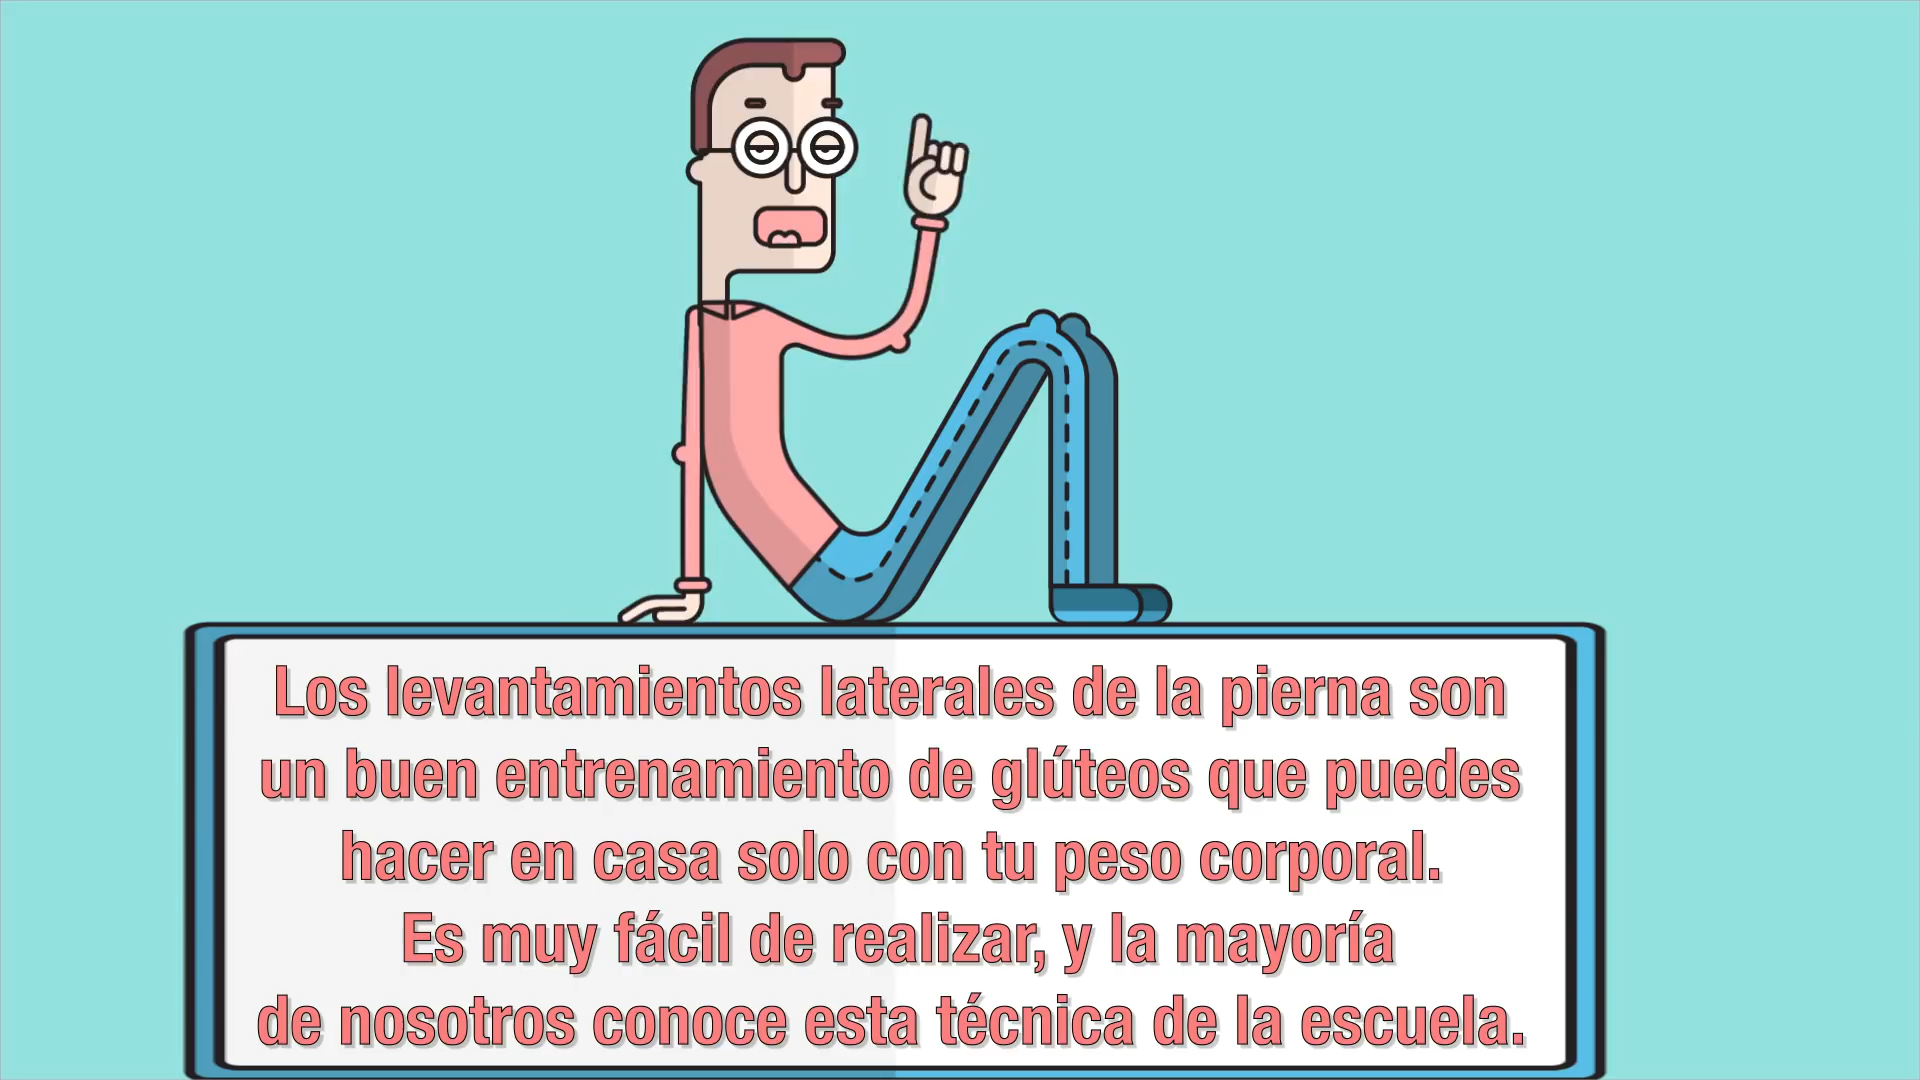 Los levantamientos laterales de la pierna son
un buen entrenamiento de glúteos que puedes
hacer en casa solo con tu peso corporal.
Es muy fácil de realizar, y la mayoría
de nosotros conoce esta técnica de la escuela.